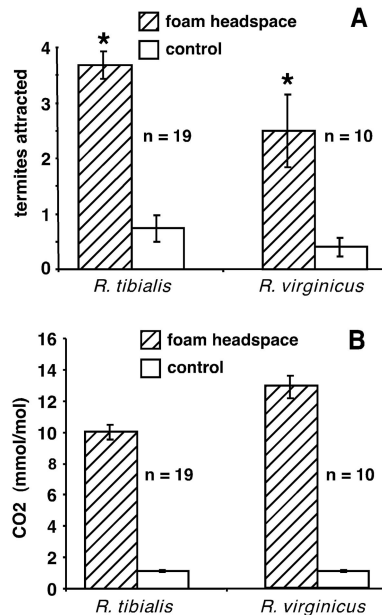 foam headspace A
control
termites attracted
4
3
2
1
0
*
*
n = 19 n = 10
R. tibialis R. virginicus
foam headspace B
control
CO2 (mmol/mol)
16
14
12
10
8
6
4
2
0
n = 19 n = 10
R. tibialis R. virginicus